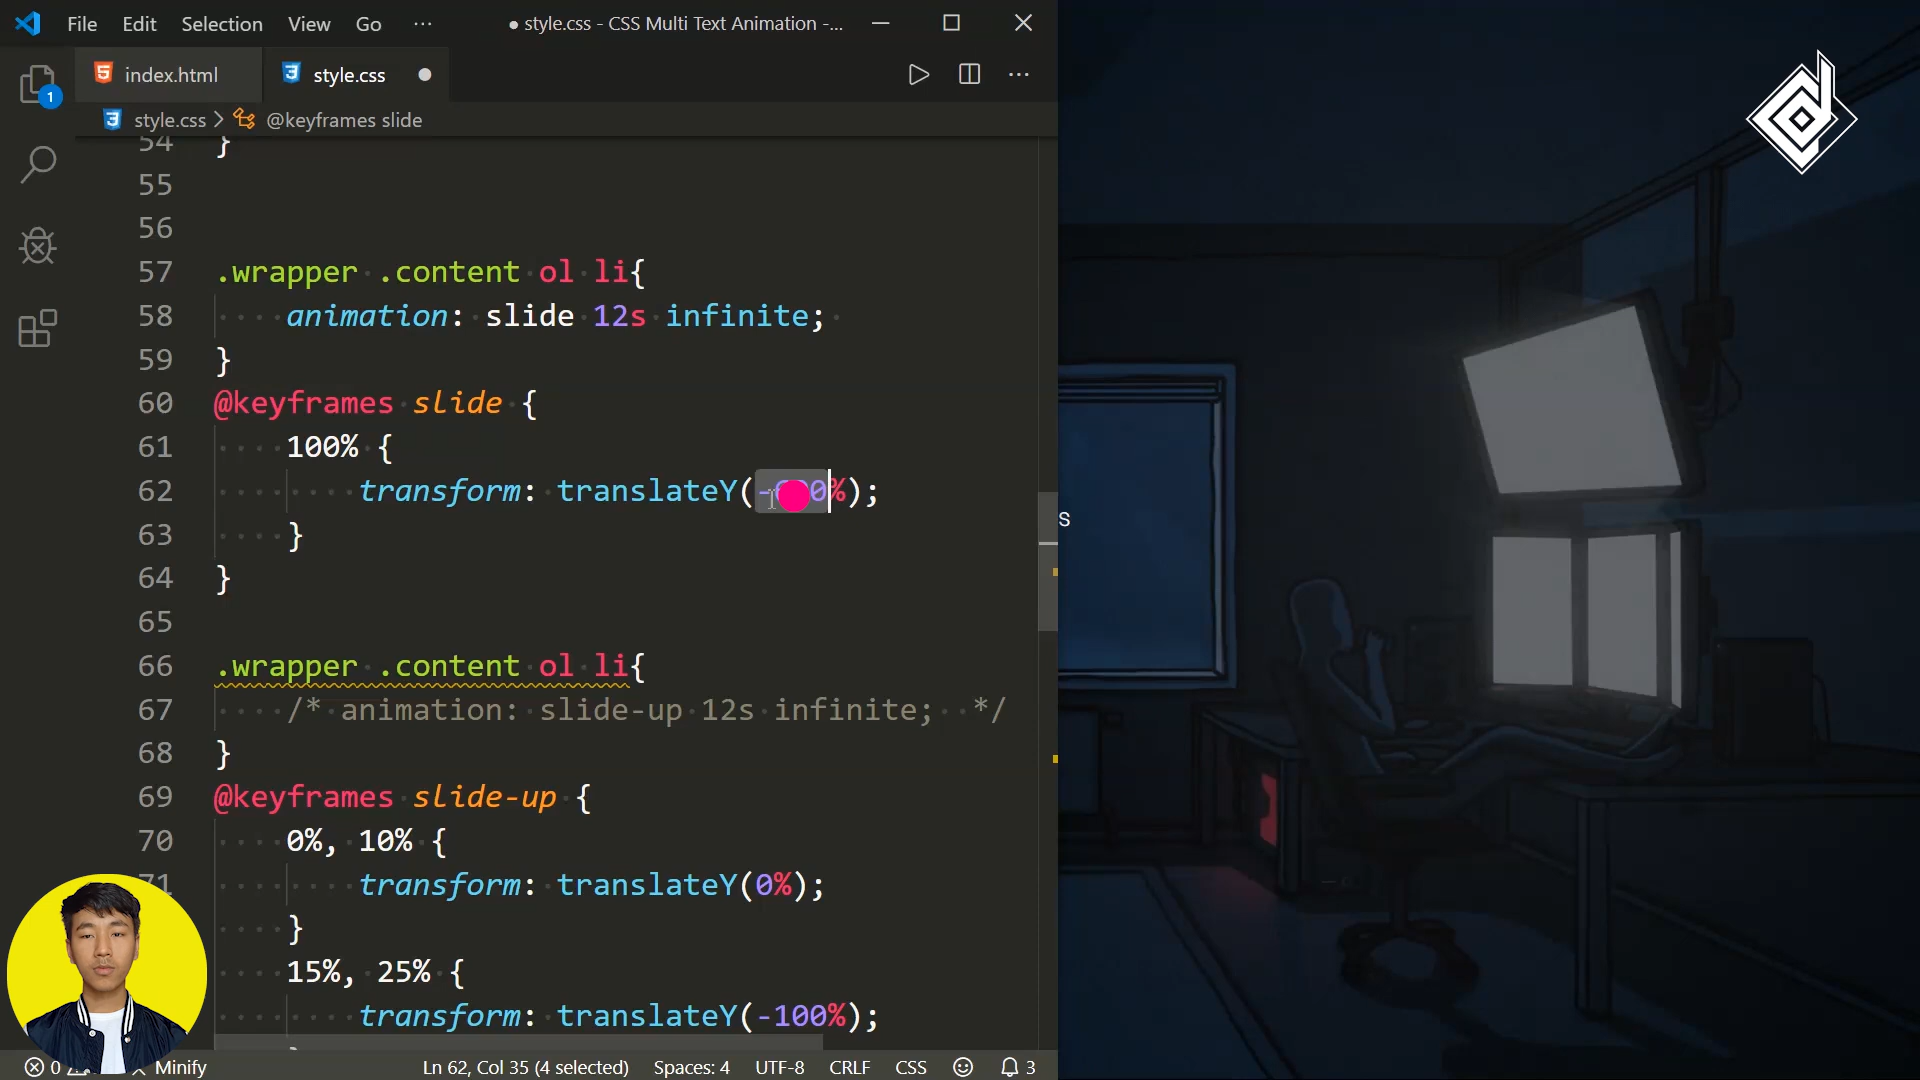 File Edit Selection View Go ··· ● style.css - CSS Multi Text Animation -...
index.html style.css ●
style.css > @keyframes slide
54 }
55
56
57 .wrapper .content ol li{
58 animation: slide 12s infinite;
59 }
60 @keyframes slide {
61 100% {
62 transform: translateY(-  0%);
63 }
64 }
65
66 .wrapper .content ol li{
67 /* animation: slide-up 12s infinite;  */
68 }
69 @keyframes slide-up {
70 0%, 10% {
71 transform: translateY(0%);
}
15%, 25% {
transform: translateY(-100%);
1
s
0 Minify Ln 62, Col 35 (4 selected) Spaces: 4 UTF-8 CRLF CSS 3